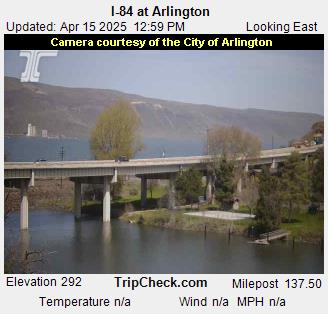 I-84 at Arlington
Updated: Apr 15 2025 12:59 PM Looking East
Camera courtesy of the City of Arlington
Elevation 292 TripCheck.com Milepost 137.50
Temperature n/a Wind n/a MPH n/a